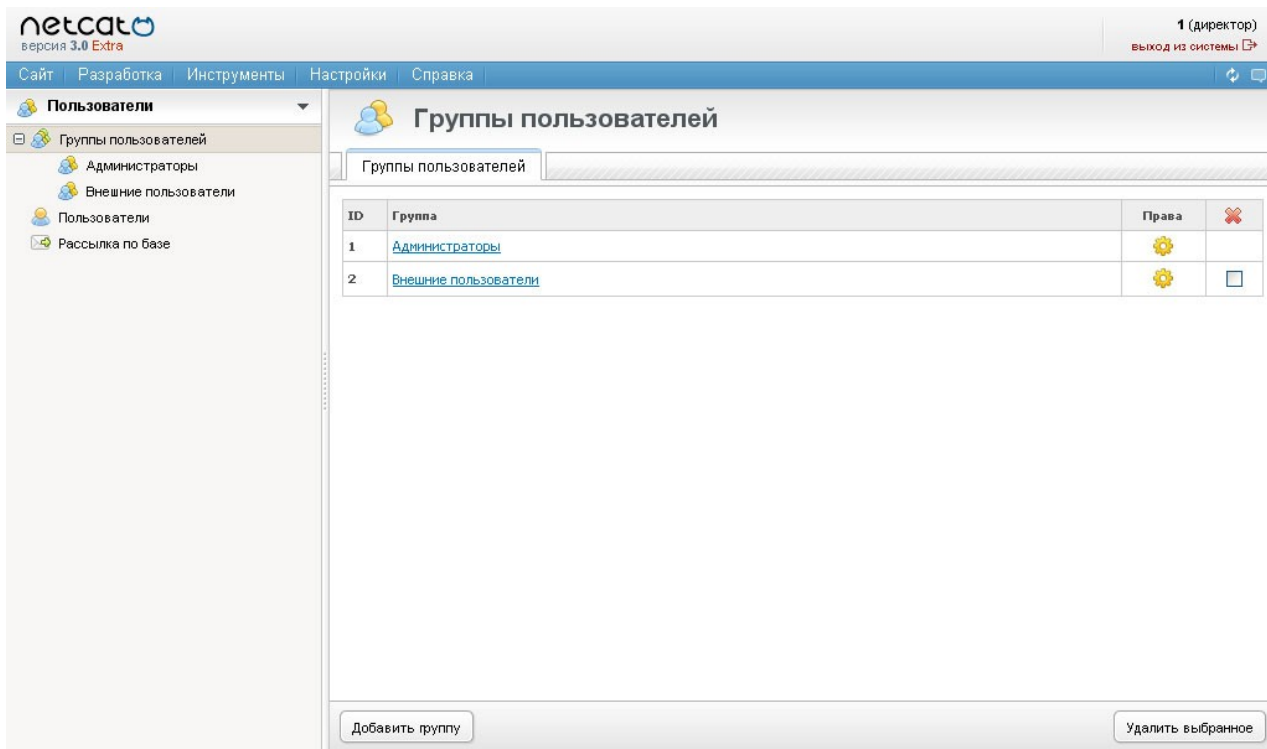 netcat
версия 3.0 Extra
1 (директор)
выход из системы
Сайт Разработка Инструменты Настройки Справка
Пользователи
Группы пользователей
Администраторы
Внешние пользователи
Пользователи
Рассылка по базе
Группы пользователей
Группы пользователей
ID Группа Права
1 Администраторы
2 Внешние пользователи
Добавить группу
Удалить выбранное